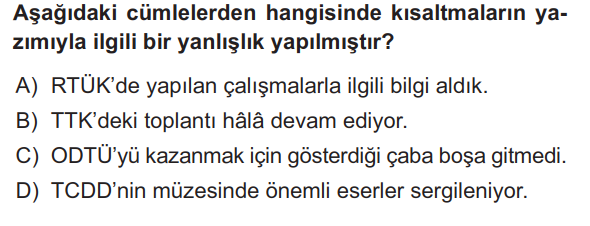 Aşağıdaki cümlelerden hangisinde kısaltmaların ya-
zımıyla ilgili bir yanlışlık yapılmıştır?
A) RTÜK’de yapılan çalışmalarla ilgili bilgi aldık.
B) TTK’deki toplantı hâlâ devam ediyor.
C) ODTÜ’yü kazanmak için gösterdiği çaba boşa gitmedi.
D) TCDD’nin müzesinde önemli eserler sergileniyor.